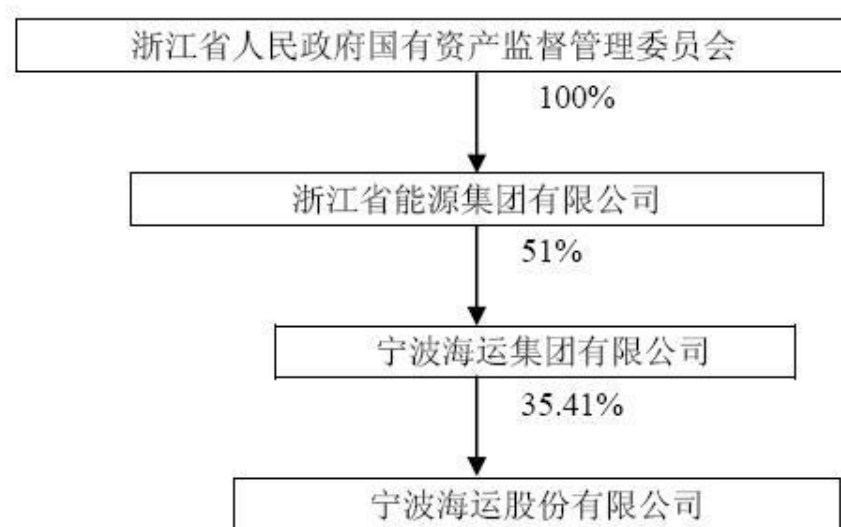 浙江省人民政府国有资产监督管理委员会
100%
浙江省能源集团有限公司
51%
宁波海运集团有限公司
35.41%
宁波海运股份有限公司